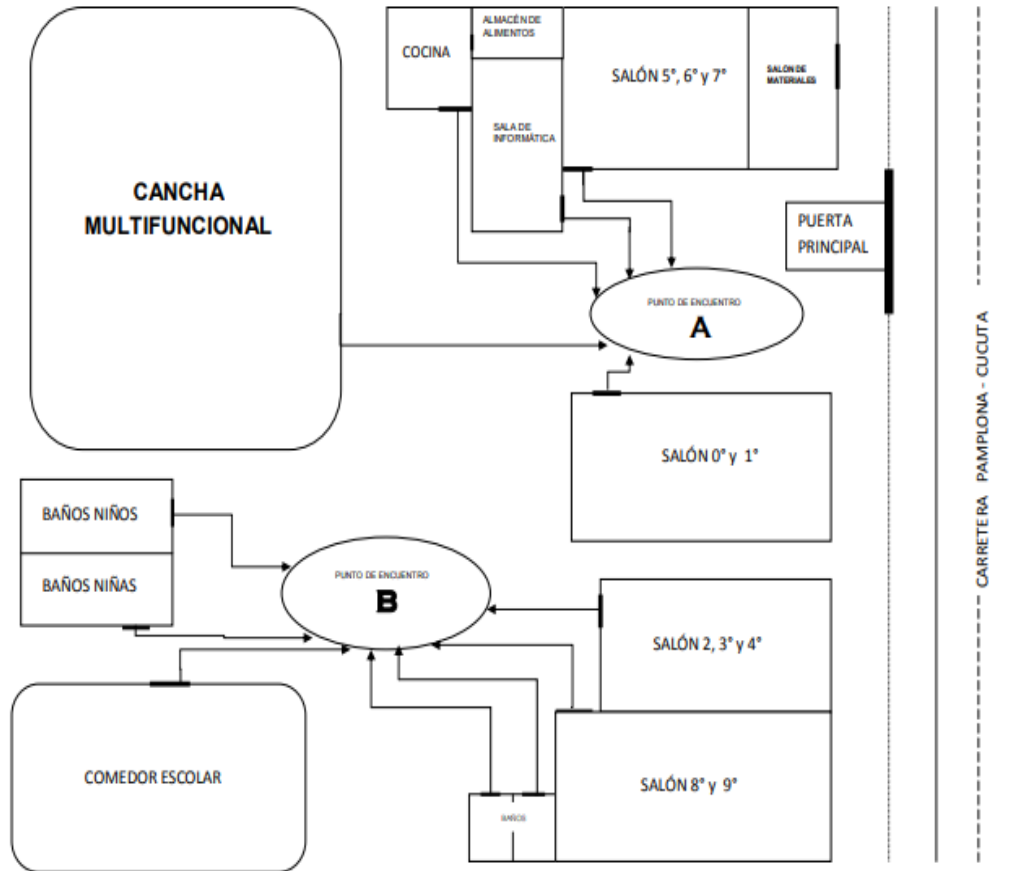 ALMACÉN DE
ALIMENTOS
COCINA
SALÓN 5°, 6° y 7°
SALON DE
MATERIALES
SALA DE
INFORMÁTICA
CANCHA
MULTIFUNCIONAL
PUERTA
PRINCIPAL
PUNTO DE ENCUENTRO
A
CARRETERA PAMPLONA - CUCUTA
SALÓN 0° y 1°
BAÑOS NIÑOS
BAÑOS NIÑAS
PUNTO DE ENCUENTRO
B
SALÓN 2, 3° y 4°
COMEDOR ESCOLAR
SALÓN 8° y 9°
BAÑOS